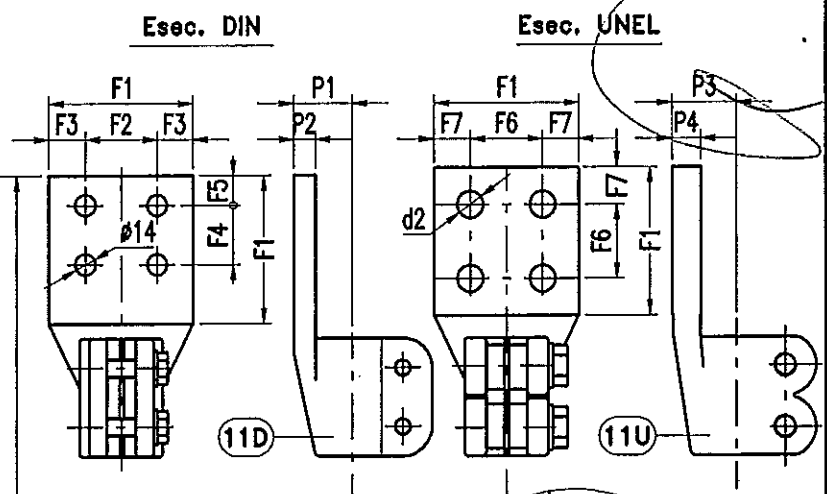 Esec. DIN
Esec. UNEL
F1
P1
F1
P3
F3 F2 F3
P2
F7 F6 F7
P4
F5
F7
d2
ø14
F4
F1
F6
F1
11D
11U